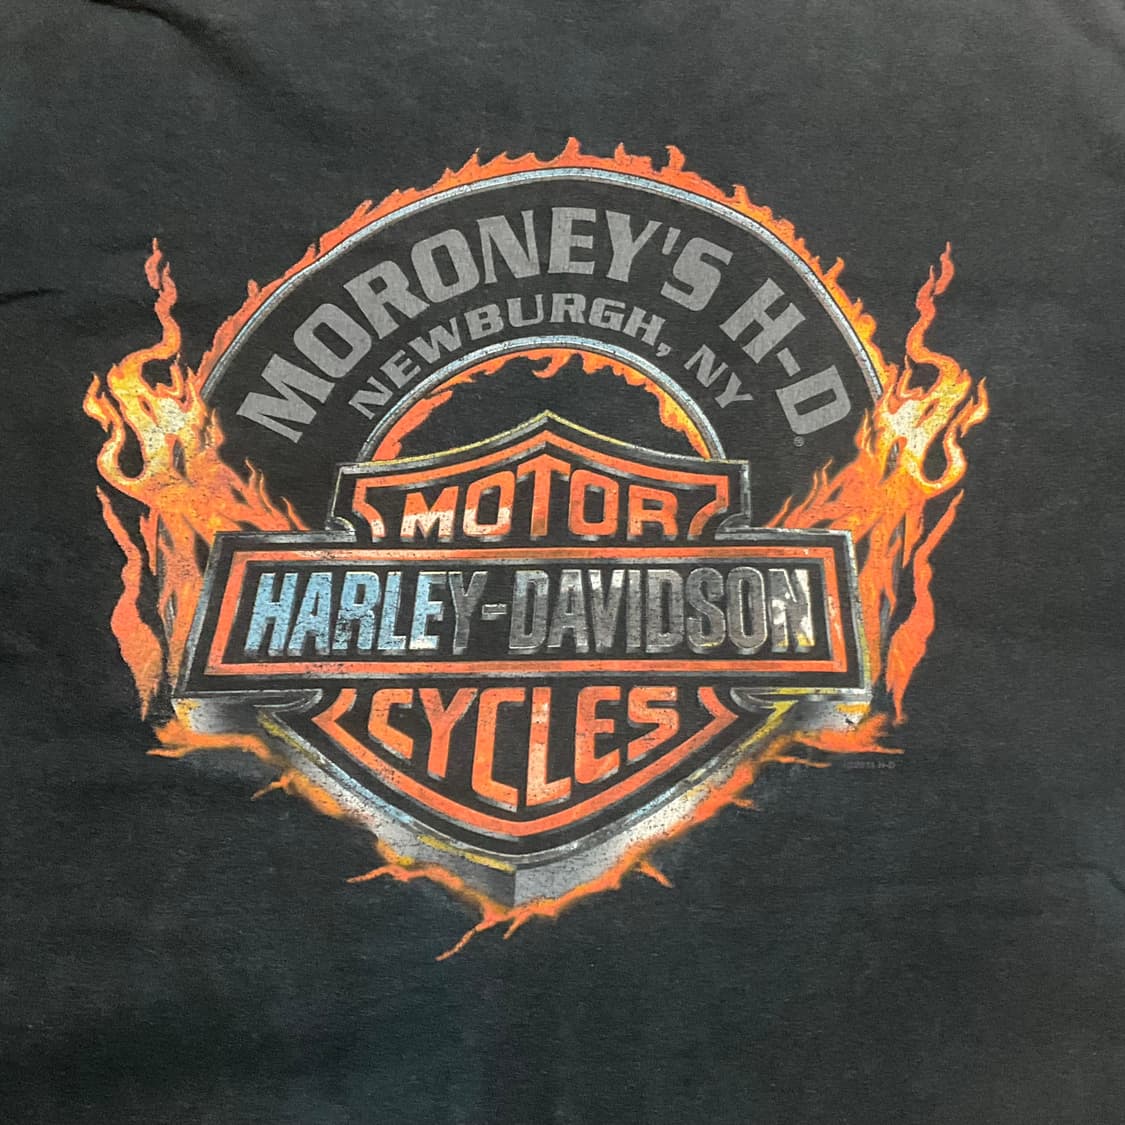 MORONEY'S H-D
NEWBURGH, NY
®
MOTOR
HARLEY-DAVIDSON
CYCLES
H-D